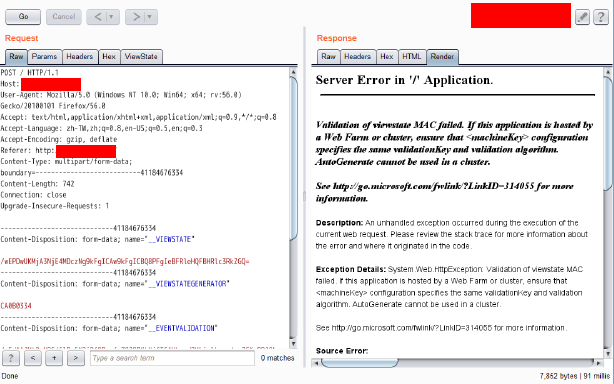 Go
Cancel
Request
Response
Raw
Params
Headers
Hex
ViewState
Raw
Headers
Hex
HTML
Render
POST / HTTP/1.1
Host:
User-Agent: Mozilla/5.0 (Windows NT 10.0; Win64; x64; rv:56.0)
Gecko/20100101 Firefox/56.0
Accept: text/html,application/xhtml+xml,application/xml;q=0.9,*/*;q=0.8
Accept-Language: zh-TW,zh;q=0.8,en-US;q=0.5,en;q=0.3
Accept-Encoding: gzip, deflate
Referer: http:
Content-Type: multipart/form-data;
boundary=---------------------------41184676334
Content-Length: 742
Connection: close
Upgrade-Insecure-Requests: 1
-----------------------------41184676334
Content-Disposition: form-data; name="__VIEWSTATE"
-----------------------------41184676334
Content-Disposition: form-data; name="__VIEWSTATEGENERATOR"
CA0B0334
-----------------------------41184676334
Content-Disposition: form-data; name="__EVENTVALIDATION"
Server Error in '/' Application.
Validation of viewstate MAC failed. If this application is hosted by
a Web Farm or cluster, ensure that <machineKey> configuration
specifies the same validationKey and validation algorithm.
AutoGenerate cannot be used in a cluster.
See http://go.microsoft.com/fwlink/?LinkID=314055 for more
information.
Description: An unhandled exception occurred during the execution of the
current web request. Please review the stack trace for more information about
the error and where it originated in the code.
Exception Details: System.Web.HttpException: Validation of viewstate MAC
failed. If this application is hosted by a Web Farm or cluster, ensure that
<machineKey> configuration specifies the same validationKey and validation
algorithm. AutoGenerate cannot be used in a cluster.
See http://go.microsoft.com/fwlink/?LinkID=314055 for more information.
Source Error:
? < + > Type a search term 0 matches
Done
7,852 bytes | 91 millis